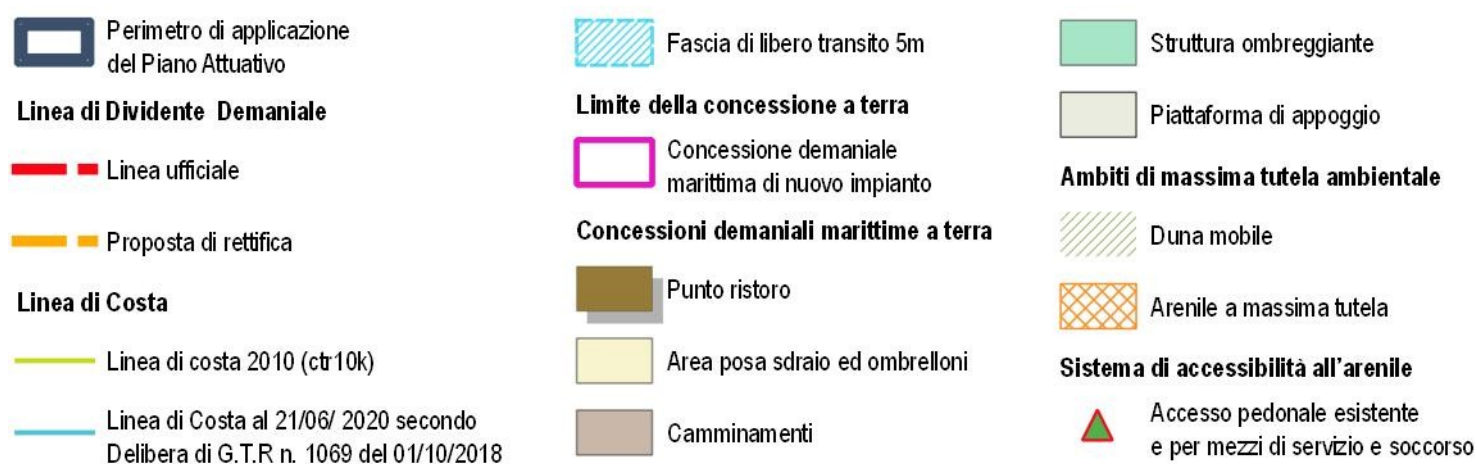 Perimetro di applicazione
del Piano Attuativo
Linea di Dividente Demaniale
Linea ufficiale
Proposta di rettifica
Linea di Costa
Linea di costa 2010 (ctr10k)
Linea di Costa al 21/06/ 2020 secondo
Delibera di G.T.R n. 1069 del 01/10/2018
Fascia di libero transito 5m
Limite della concessione a terra
Concessione demaniale
marittima di nuovo impianto
Concessioni demaniali marittime a terra
Punto ristoro
Area posa sdraio ed ombrelloni
Camminamenti
Struttura ombreggiante
Piattaforma di appoggio
Ambiti di massima tutela ambientale
Duna mobile
Arenile a massima tutela
Sistema di accessibilità all'arenile
Accesso pedonale esistente
e per mezzi di servizio e soccorso